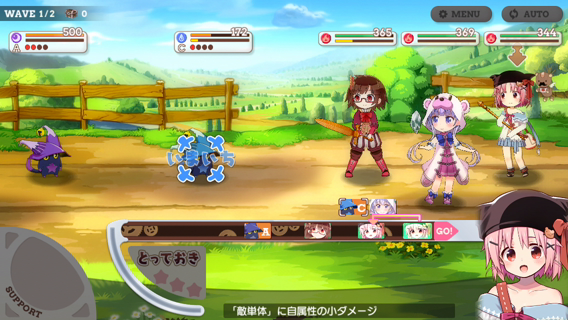 WAVE 1/2
0
MENU
AUTO
500
A
172
C
365
369
344
いまいち
A
C
GO!
とっておき
SUPPORT
「敵単体」に自属性の小ダメージ